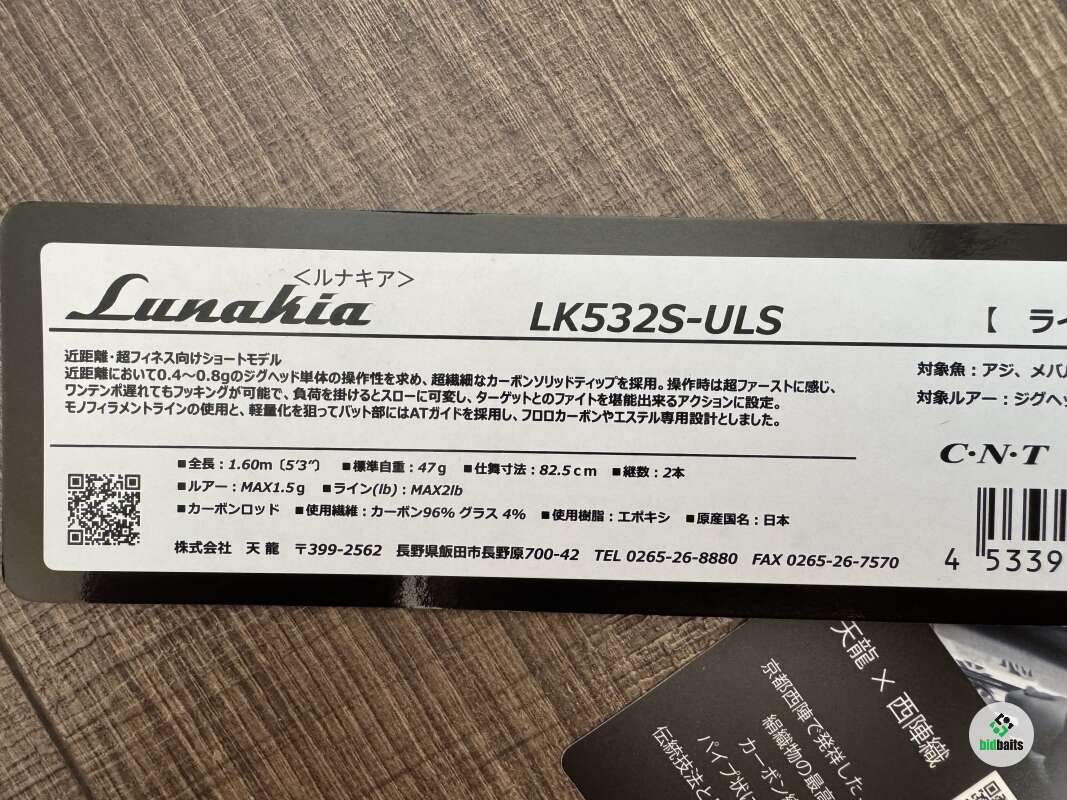 Lunakia
<ルナキア>
LK532S-ULS
【 ライ
近距離・超フィネス向けショートモデル
近距離において0.4～0.8gのジグヘッド単体の操作性を求め、超繊細なカーボンソリッドティップを採用。操作時は超ファーストに感じ、
ワンテンポ遅れてもフッキングが可能で、負荷を掛けるとスローに可変し、ターゲットとのファイトを堪能出来るアクションに設定。
モノフィラメントラインの使用と、軽量化を狙ってバット部にはATガイドを採用し、フロロカーボンやエステル専用設計としました。
対象魚：アジ、メバル
対象ルアー：ジグヘッ
C・N・T
■全長：1.60m〔5'3"〕 ■標準自重：47g ■仕舞寸法：82.5cm ■継数：2本
■ルアー：MAX1.5g ■ライン(lb)：MAX2lb
■カーボンロッド ■使用繊維：カーボン96% グラス 4% ■使用樹脂：エポキシ ■原産国名：日本
株式会社 天龍 〒399-2562 長野県飯田市長野原700-42 TEL 0265-26-8880 FAX 0265-26-7570
4 5339
天龍 × 西陣織
京都西陣で発祥した
絹織物の最高
カーボン
パイプ状に
伝統技法と
bidbaits